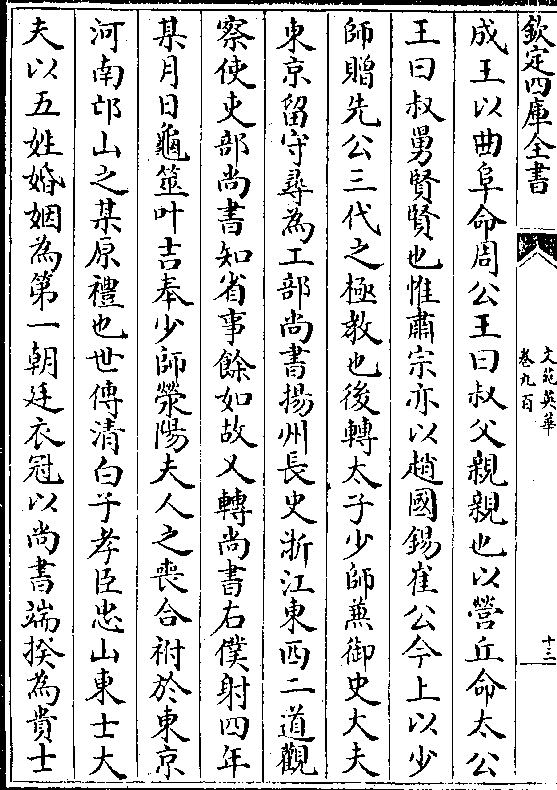 欽定四庫全書
文苑英華
卷九百
十三
成王以曲阜命周公王曰叔父親親也以營丘命太公
王曰叔舅賢賢也惟肅宗亦以趙國錫崔公今上以少
師贈先公三代之極教也後轉太子少師兼御史大夫
東京留守尋為工部尚書揚州長史浙江東西二道觀
察使吏部尚書知省事餘如故又轉尚書右僕射四年
某月日龜筮叶吉奉少師滎陽夫人之喪合祔於東京
河南邙山之某原禮也世傳清白子孝臣忠山東士大
夫以五姓婚姻為第一朝廷衣冠以尚書端揆為貴士